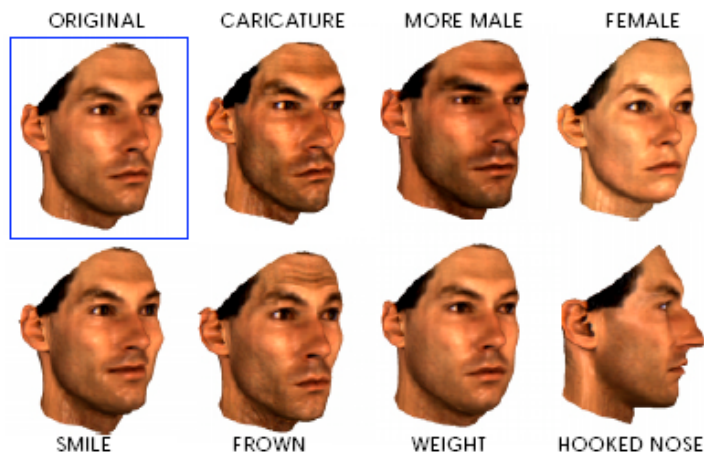 ORIGINAL
CARICATURE
MORE MALE
FEMALE
SMILE
FROWN
WEIGHT
HOOKED NOSE